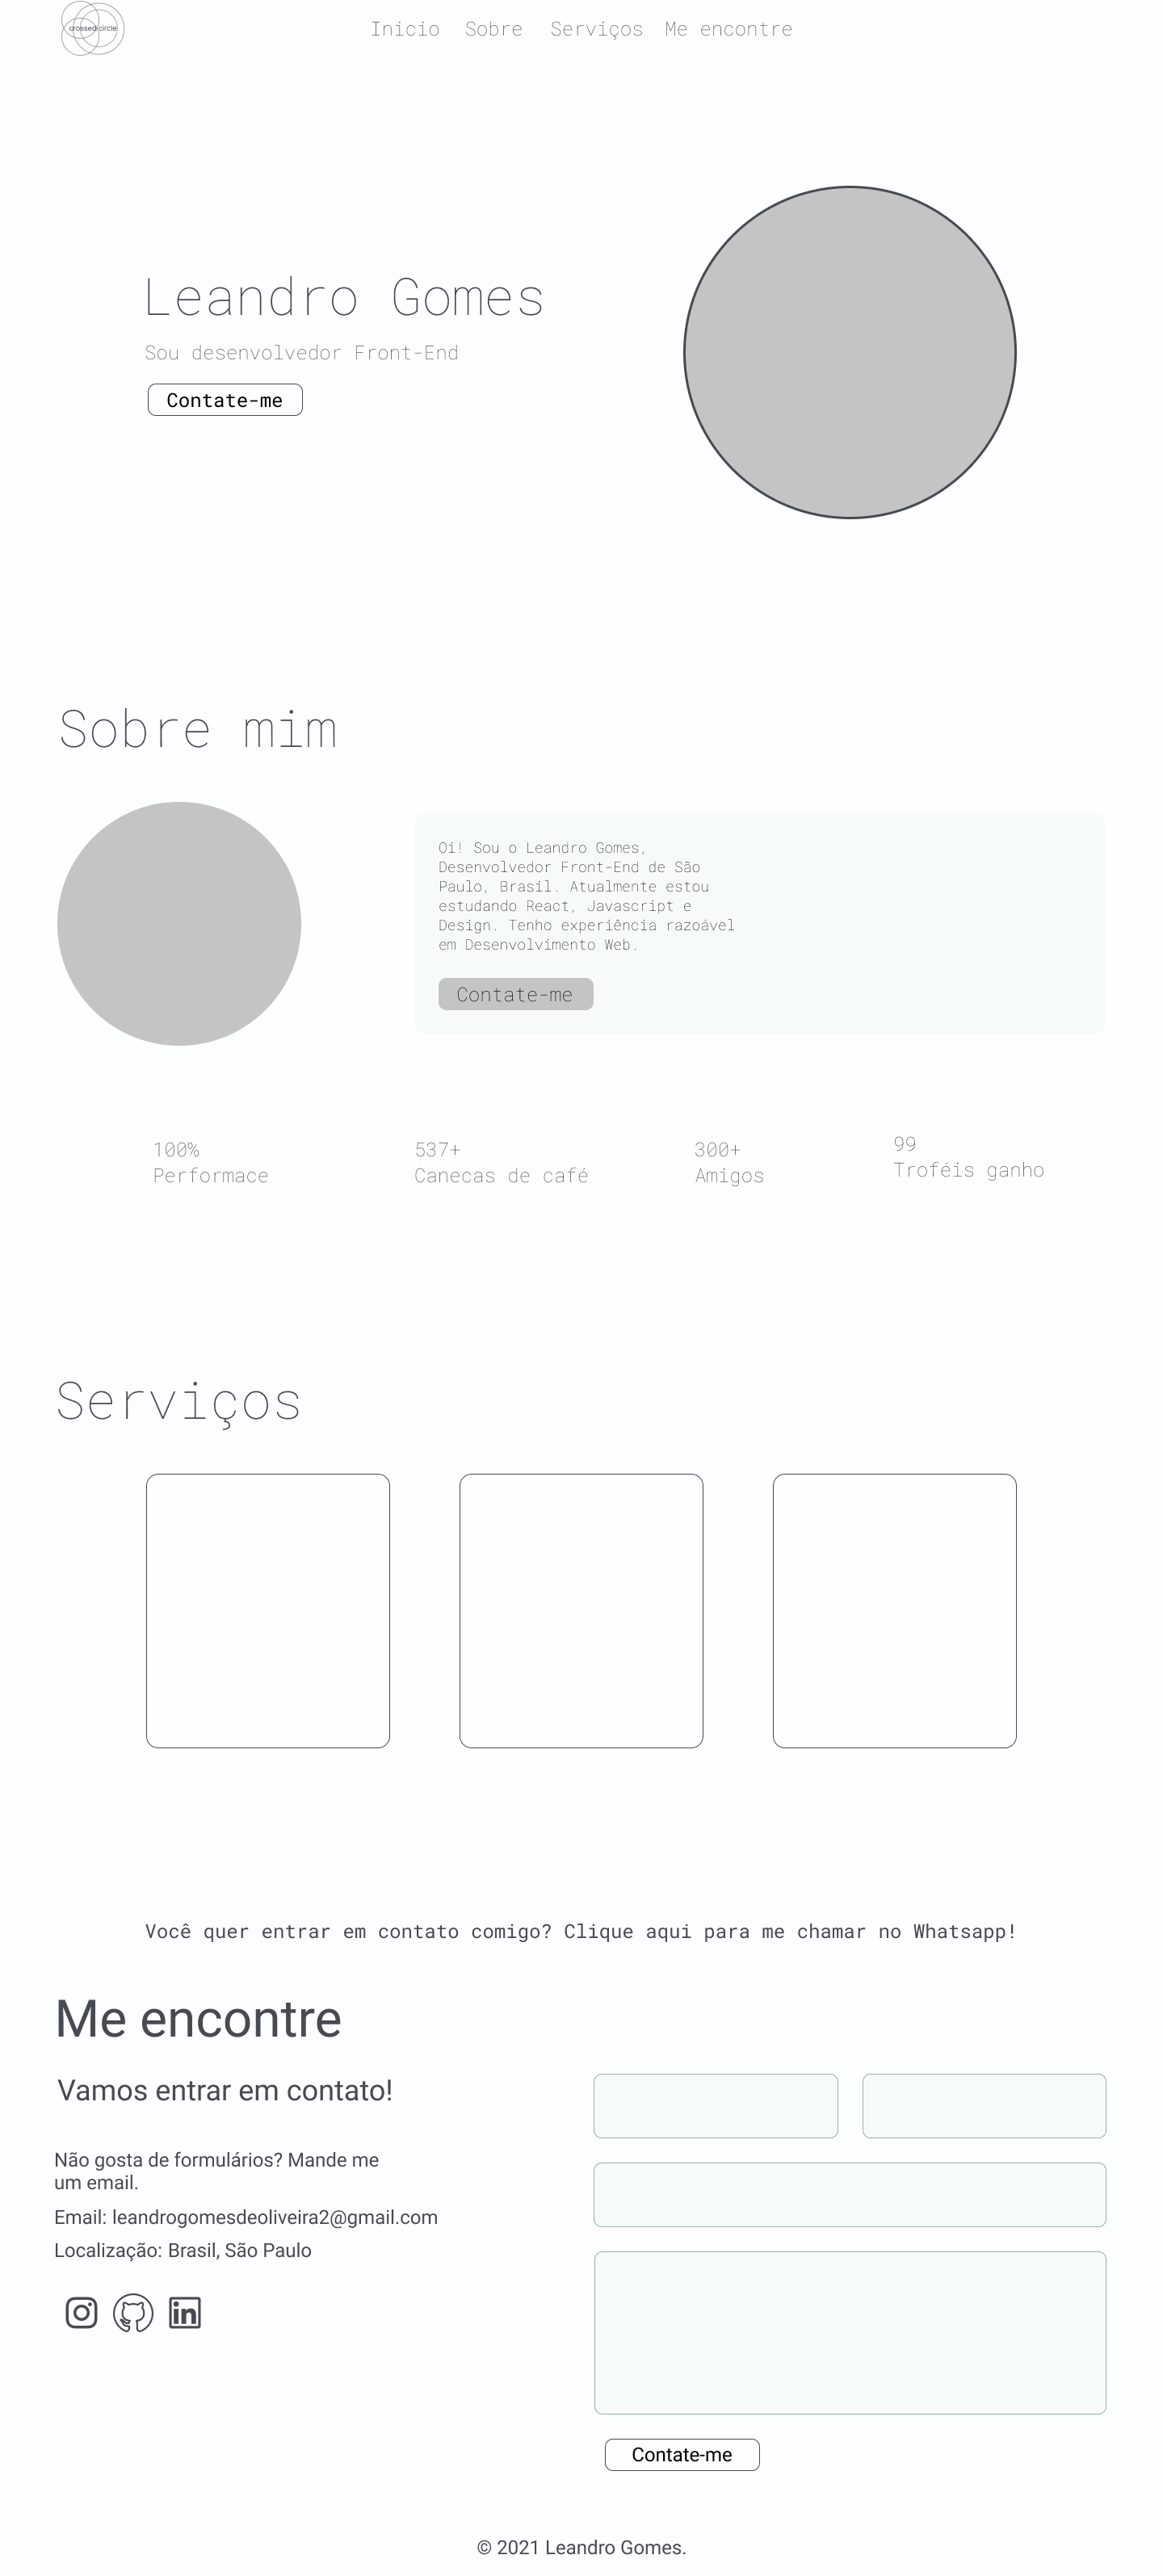 crossed circle
Inicio Sobre Serviços Me encontre
Leandro Gomes
Sou desenvolvedor Front-End
Contate-me
Sobre mim
Oi! Sou o Leandro Gomes,
Desenvolvedor Front-End de São
Paulo, Brasil. Atualmente estou
estudando React, Javascript e
Design. Tenho experiência razoável
em Desenvolvimento Web.
Contate-me
100%
Performace
537+
Canecas de café
300+
Amigos
99
Troféis ganho
Serviços
Você quer entrar em contato comigo? Clique aqui para me chamar no Whatsapp!
Me encontre
Vamos entrar em contato!
Não gosta de formulários? Mande me
um email.
Email: leandrogomesdeoliveira2@gmail.com
Localização: Brasil, São Paulo
Contate-me
© 2021 Leandro Gomes.